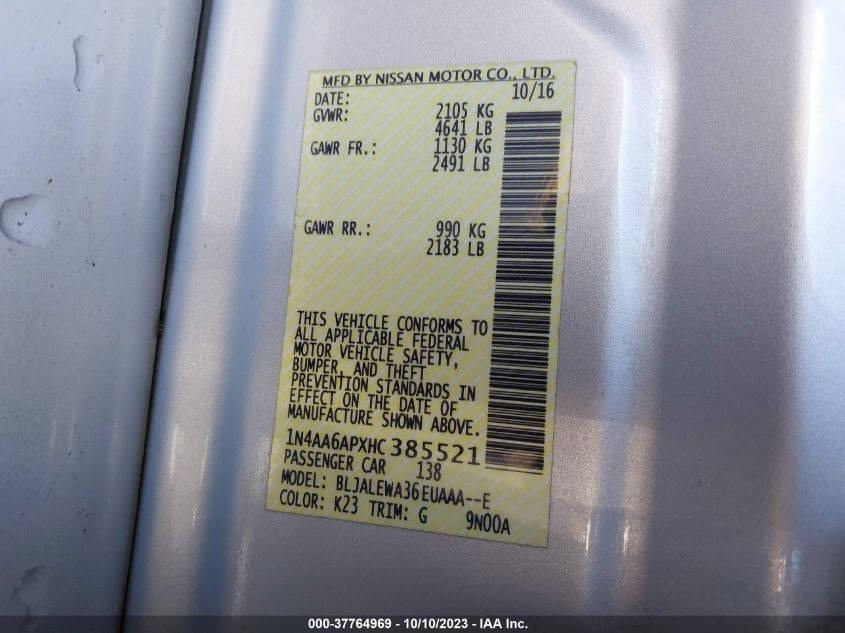 MFD BY NISSAN MOTOR CO., LTD.
DATE: 10/16
GVWR: 2105 KG
4641 LB
GAWR FR.: 1130 KG
2491 LB
GAWR RR.: 990 KG
2183 LB
THIS VEHICLE CONFORMS TO
ALL APPLICABLE FEDERAL
MOTOR VEHICLE SAFETY,
BUMPER, AND THEFT
PREVENTION STANDARDS IN
EFFECT ON THE DATE OF
MANUFACTURE SHOWN ABOVE.
1N4AA6APXHC385521
PASSENGER CAR 138
MODEL: BLJALEWA36EUAAA--E
COLOR: K23 TRIM: G 9N00A
000-37764969 - 10/10/2023 - IAA Inc.